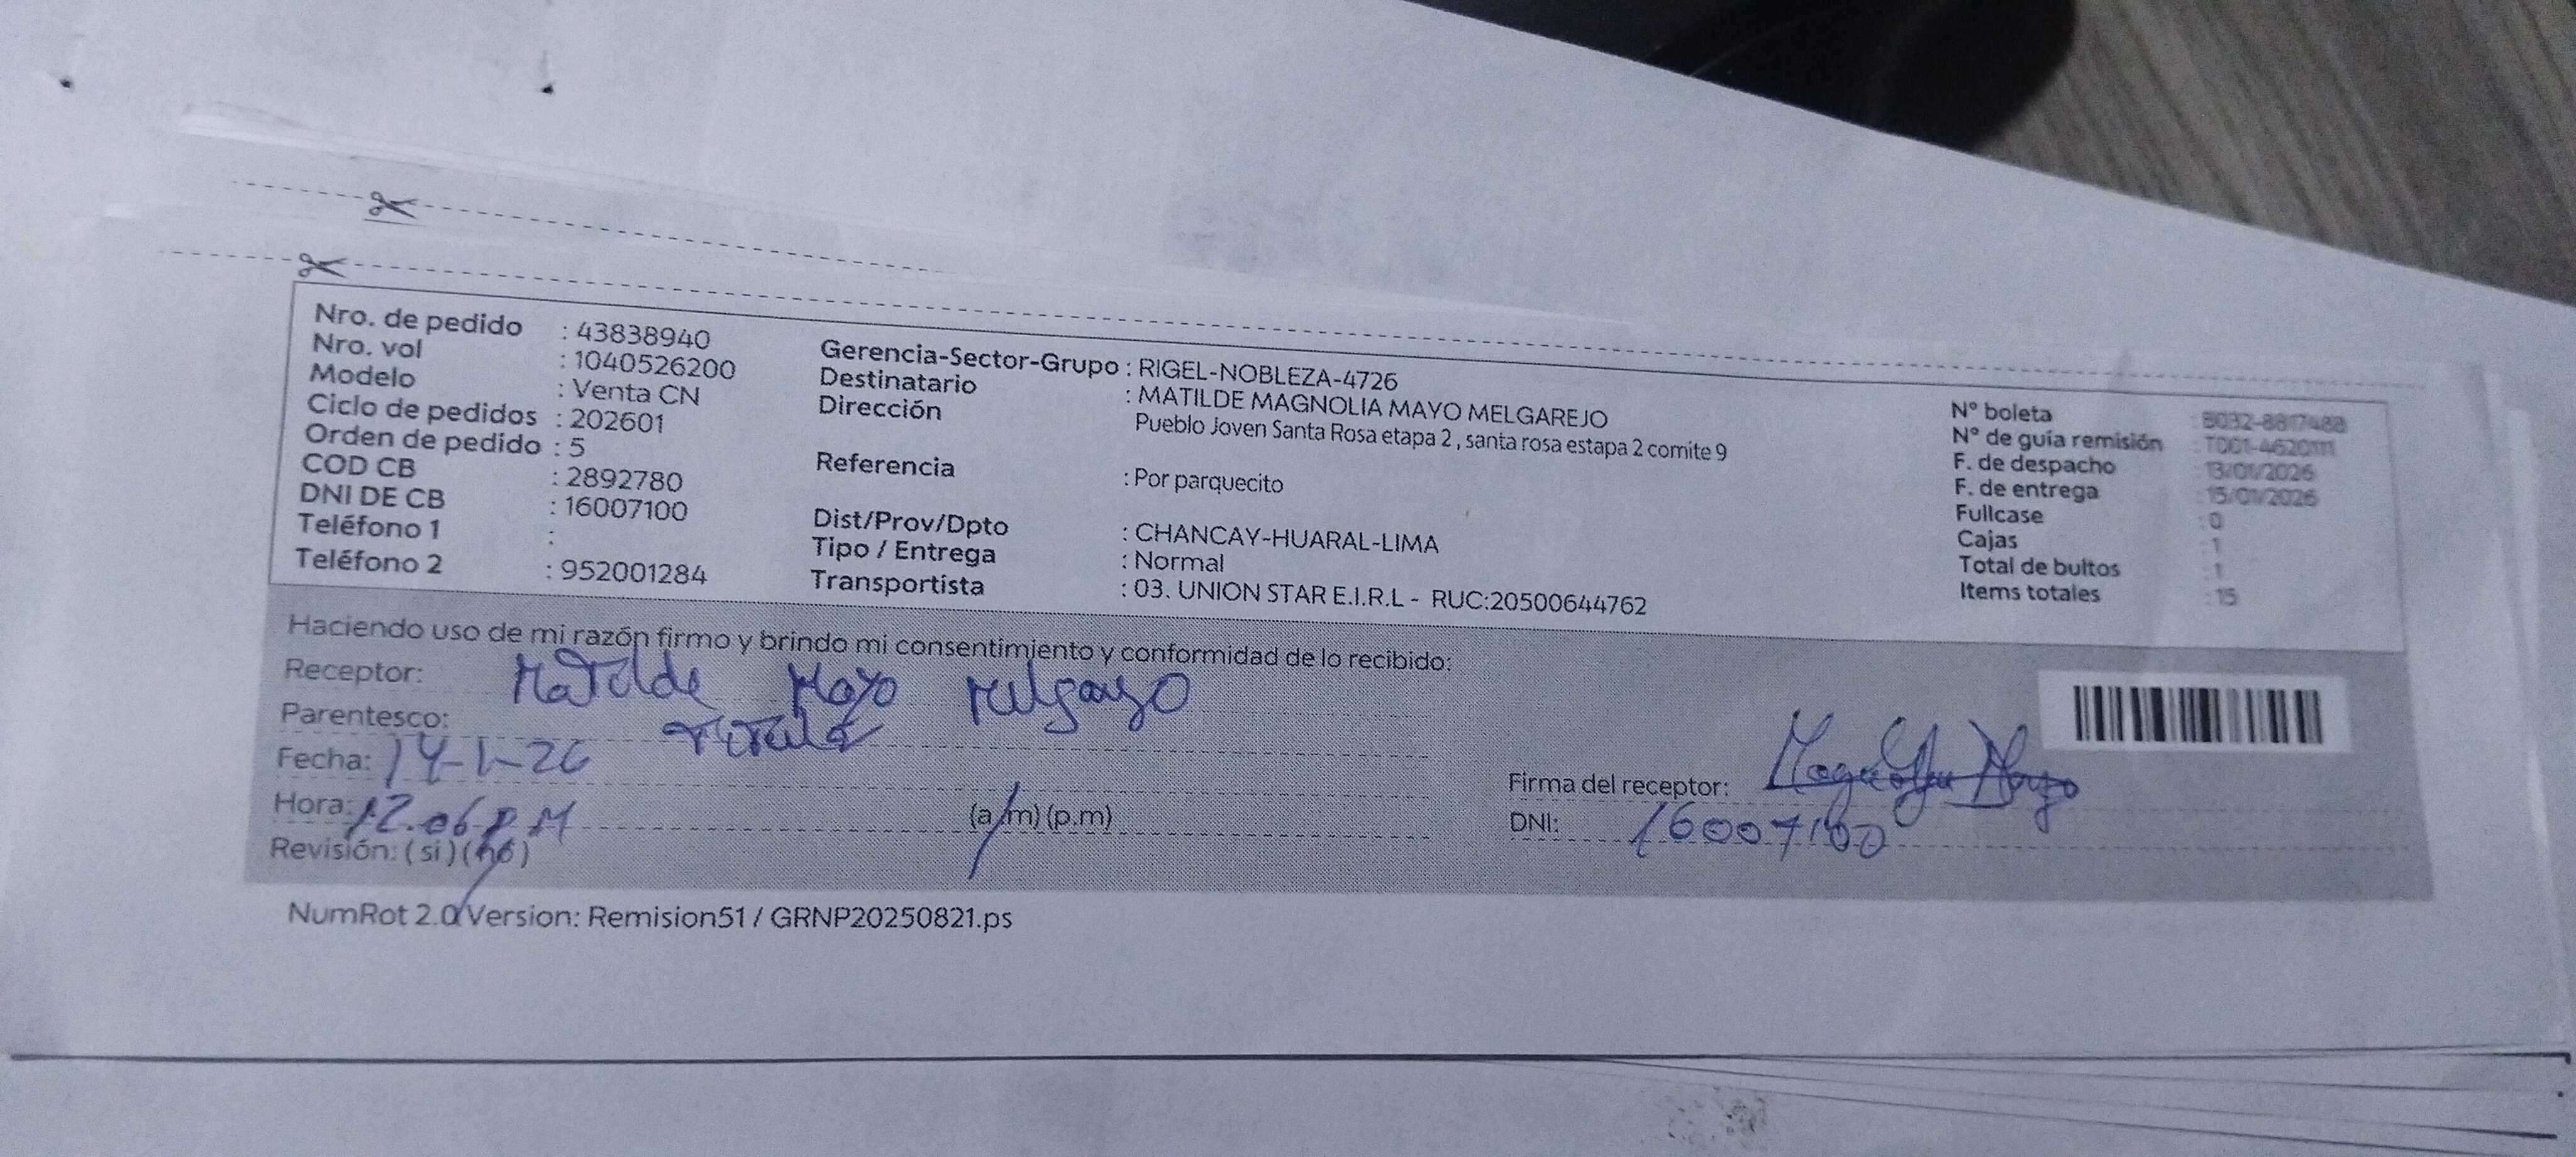 Nro. de pedido : 43838940
Nro. vol : 1040526200
Modelo : Venta CN
Ciclo de pedidos : 202601
Orden de pedido : 5
COD CB : 2892780
DNI DE CB : 16007100
Teléfono 1 :
Teléfono 2 : 952001284
Gerencia-Sector-Grupo : RIGEL-NOBLEZA-4726
Destinatario : MATILDE MAGNOLIA MAYO MELGAREJO
Dirección Pueblo Joven Santa Rosa etapa 2 , santa rosa estapa 2 comite 9
Referencia : Por parquecito
Dist/Prov/Dpto : CHANCAY-HUARAL-LIMA
Tipo / Entrega : Normal
Transportista : 03. UNION STAR E.I.R.L - RUC:20500644762
N° boleta : B032-8817488
N° de guía remisión : T001-4620111
F. de despacho : 13/01/2026
F. de entrega : 15/01/2026
Fullcase : 0
Cajas : 1
Total de bultos : 1
Items totales : 15
Haciendo uso de mi razón firmo y brindo mi consentimiento y conformidad de lo recibido:
Receptor: Matilde Mayo
Parentesco:
Fecha: 14-1-26
Hora: 12.06 P.M (a.m) (p.m)
Revisión: (si) (no)
Firma del receptor:
DNI: 16007100
NumRot 2.0 Version: Remision51 / GRNP20250821.ps